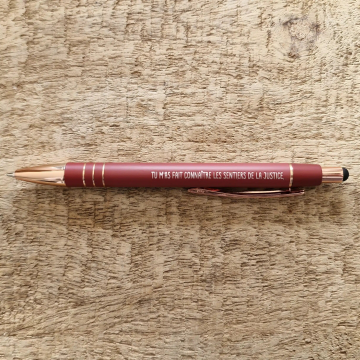 TU M'AS FAIT CONNAÎTRE LES SENTIERS DE LA JUSTICE.